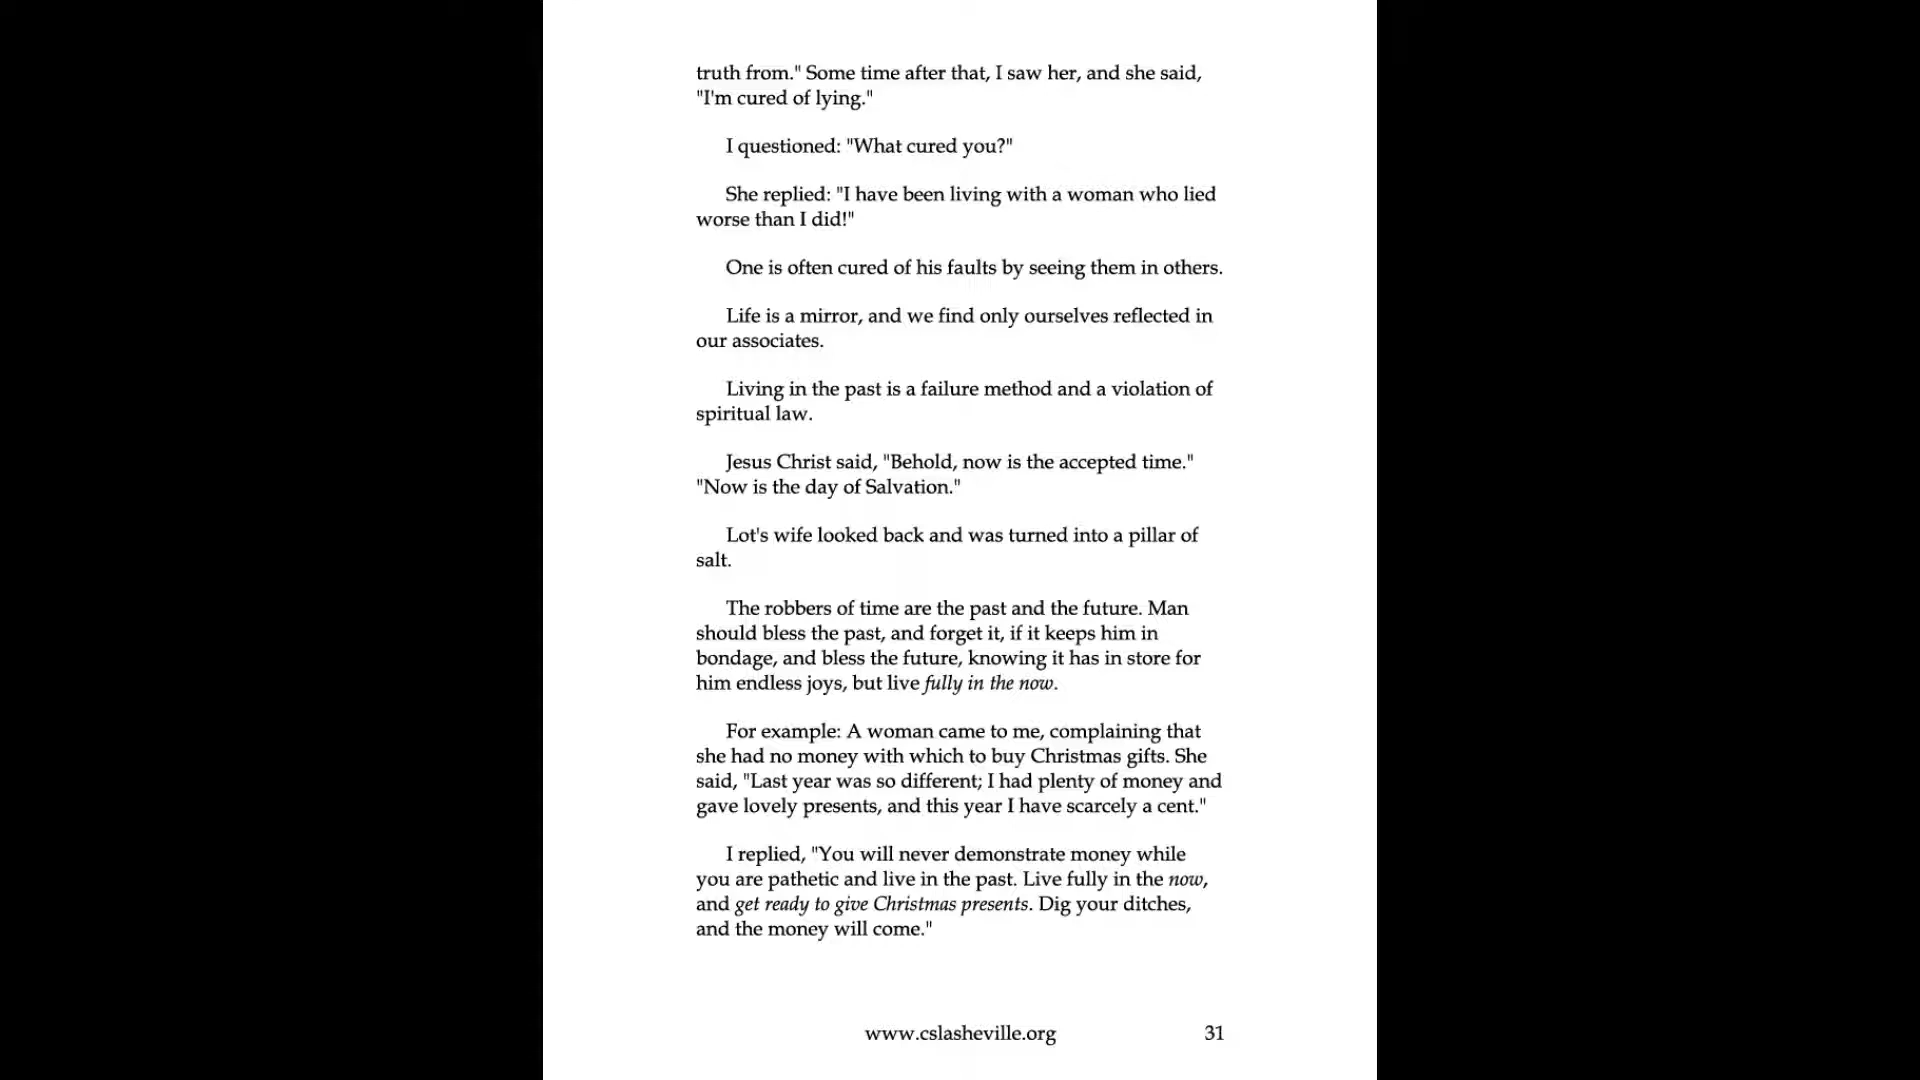 truth from." Some time after that, I saw her, and she said,
"I'm cured of lying."
I questioned: "What cured you?"
She replied: "I have been living with a woman who lied
worse than I did!"
One is often cured of his faults by seeing them in others.
Life is a mirror, and we find only ourselves reflected in
our associates.
Living in the past is a failure method and a violation of
spiritual law.
Jesus Christ said, "Behold, now is the accepted time."
"Now is the day of Salvation."
Lot's wife looked back and was turned into a pillar of
salt.
The robbers of time are the past and the future. Man
should bless the past, and forget it, if it keeps him in
bondage, and bless the future, knowing it has in store for
him endless joys, but live fully in the now.
For example: A woman came to me, complaining that
she had no money with which to buy Christmas gifts. She
said, "Last year was so different; I had plenty of money and
gave lovely presents, and this year I have scarcely a cent."
I replied, "You will never demonstrate money while
you are pathetic and live in the past. Live fully in the now,
and get ready to give Christmas presents. Dig your ditches,
and the money will come."
www.cslasheville.org 31